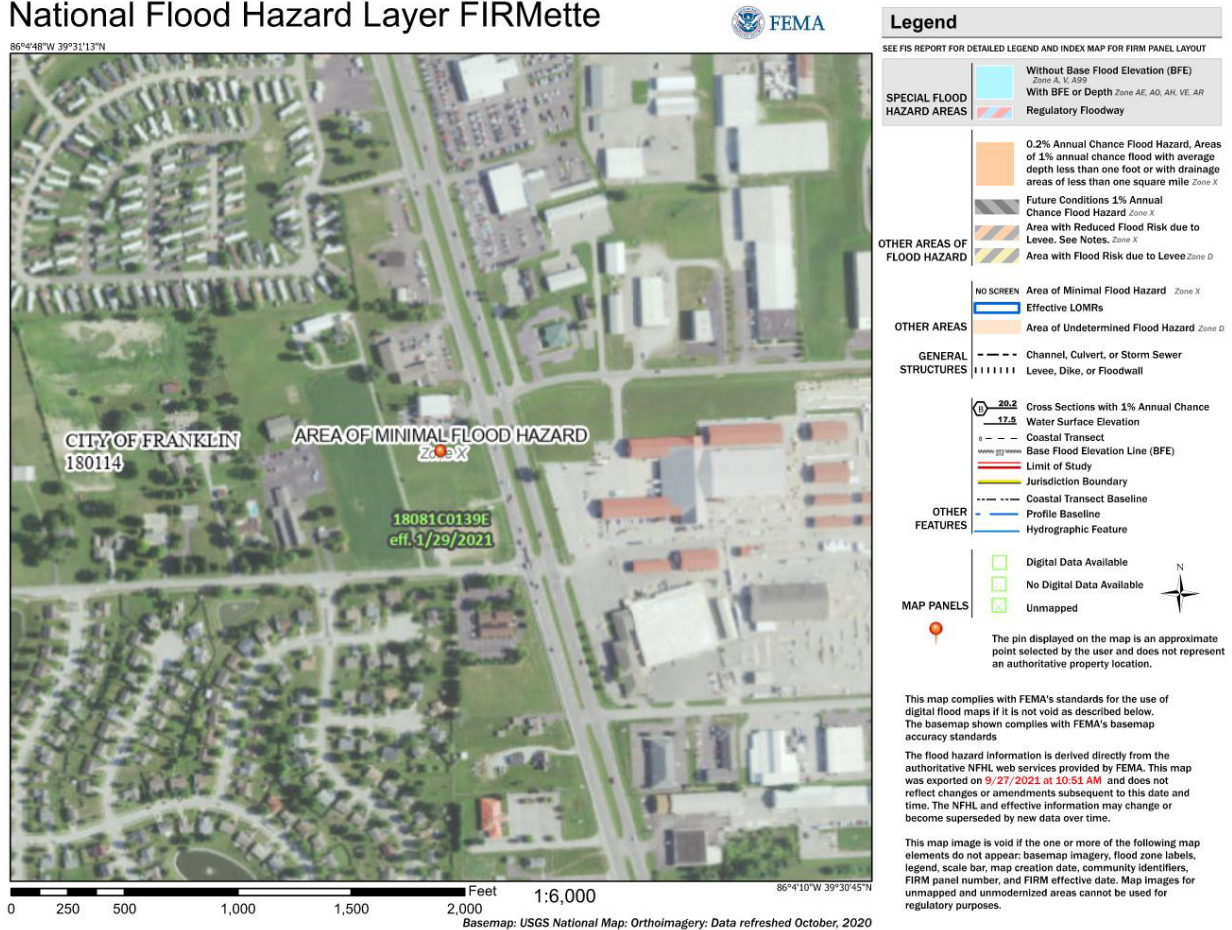 National Flood Hazard Layer FIRMette
FEMA
86°4'48"W 39°31'13"N
CITY OF FRANKLIN
180114
AREA OF MINIMAL FLOOD HAZARD
Zone X
18081C0139E
eff. 1/29/2021
Feet
1:6,000
86°4'10"W 39°30'45"N
0 250 500 1,000 1,500 2,000
Basemap: USGS National Map: Orthoimagery: Data refreshed October, 2020
Legend
SEE FIS REPORT FOR DETAILED LEGEND AND INDEX MAP FOR FIRM PANEL LAYOUT
SPECIAL FLOOD
HAZARD AREAS
Without Base Flood Elevation (BFE)
Zone A, V, A99
With BFE or Depth Zone AE, AO, AH, VE, AR
Regulatory Floodway
0.2% Annual Chance Flood Hazard, Areas
of 1% annual chance flood with average
depth less than one foot or with drainage
areas of less than one square mile Zone X
Future Conditions 1% Annual
Chance Flood Hazard Zone X
Area with Reduced Flood Risk due to
Levee. See Notes. Zone X
Area with Flood Risk due to Levee Zone D
OTHER AREAS OF
FLOOD HAZARD
NO SCREEN Area of Minimal Flood Hazard Zone X
Effective LOMRs
OTHER AREAS
Area of Undetermined Flood Hazard Zone D
GENERAL
STRUCTURES
Channel, Culvert, or Storm Sewer
Levee, Dike, or Floodwall
B 20.2 Cross Sections with 1% Annual Chance
17.5 Water Surface Elevation
8 Coastal Transect
Base Flood Elevation Line (BFE)
Limit of Study
Jurisdiction Boundary
Coastal Transect Baseline
OTHER
FEATURES
Profile Baseline
Hydrographic Feature
Digital Data Available
No Digital Data Available
Unmapped
MAP PANELS
N
The pin displayed on the map is an approximate
point selected by the user and does not represent
an authoritative property location.
This map complies with FEMA's standards for the use of
digital flood maps if it is not void as described below.
The basemap shown complies with FEMA's basemap
accuracy standards
The flood hazard information is derived directly from the
authoritative NFHL web services provided by FEMA. This map
was exported on 9/27/2021 at 10:51 AM and does not
reflect changes or amendments subsequent to this date and
time. The NFHL and effective information may change or
become superseded by new data over time.
This map image is void if the one or more of the following map
elements do not appear: basemap imagery, flood zone labels,
legend, scale bar, map creation date, community identifiers,
FIRM panel number, and FIRM effective date. Map images for
unmapped and unmodernized areas cannot be used for
regulatory purposes.